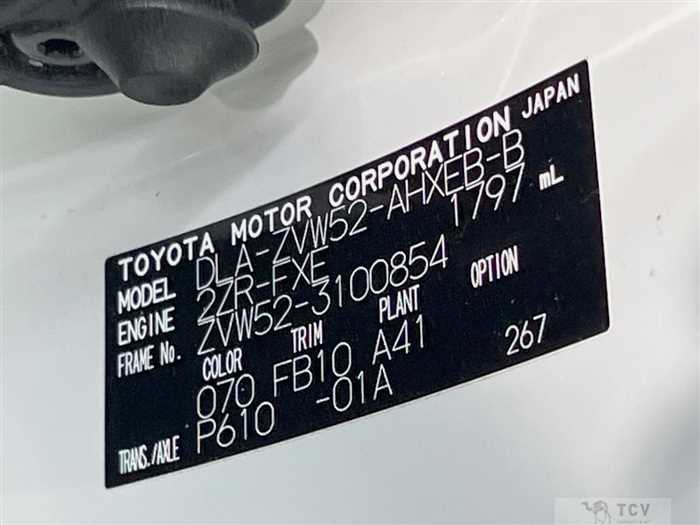 TOYOTA MOTOR CORPORATION JAPAN
MODEL DLA-ZVW52-AHXEB-B
ENGINE 2ZR-FXE 1797 mL
FRAME No. ZVW52-3100854
COLOR TRIM PLANT OPTION
070 FB10 A41 267
TRANS./AXLE P610 -01A
TCV